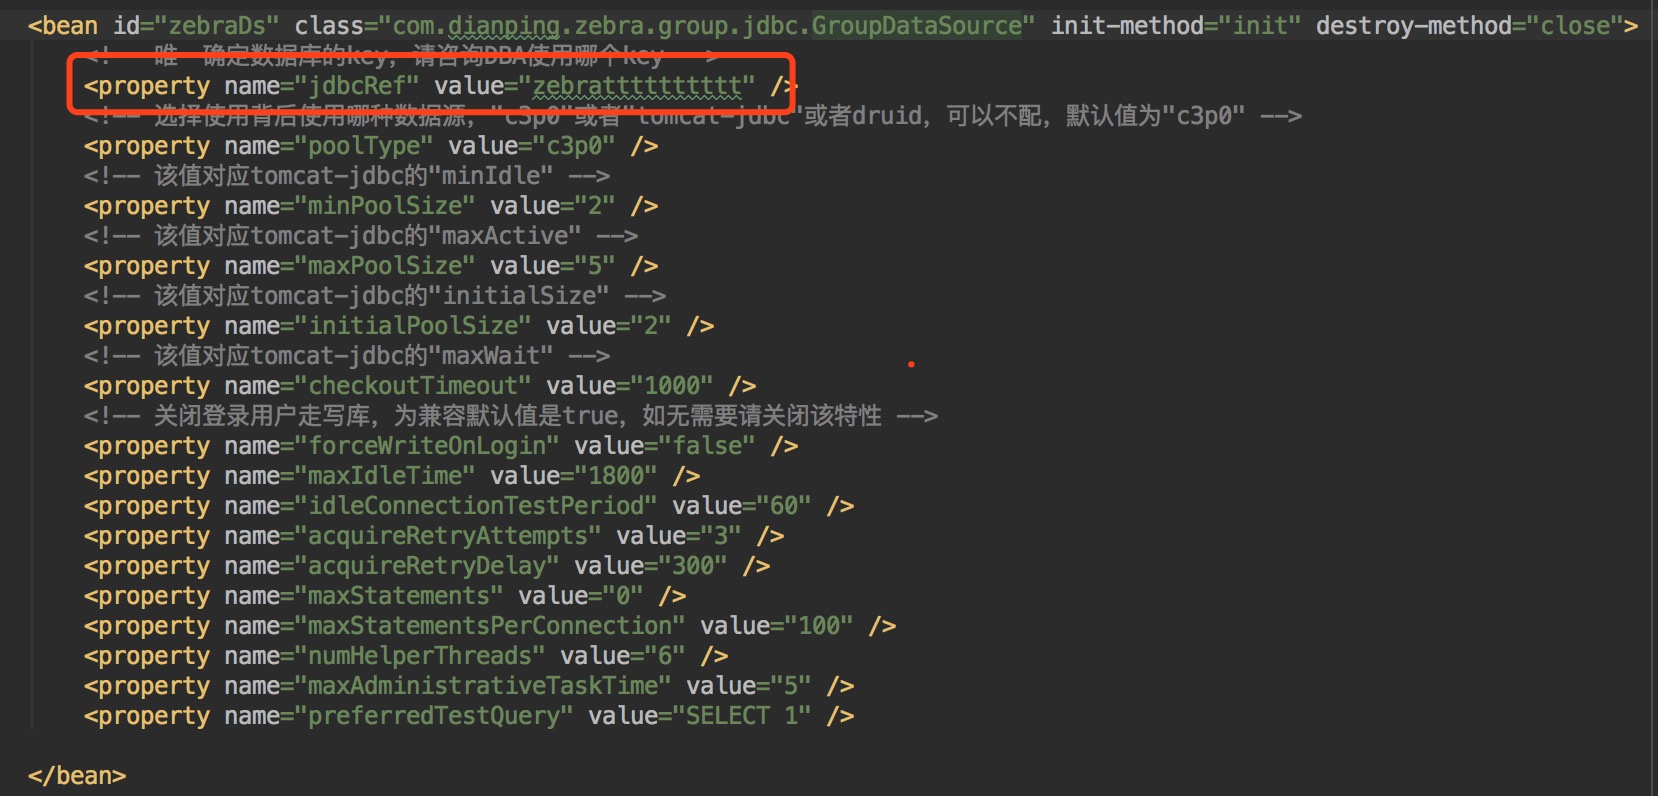 <bean id="zebraDs" class="com.dianping.zebra.group.jdbc.GroupDataSource" init-method="init" destroy-method="close">
<!-- 唯一确定数据库的key，请咨询DBA使用哪个key -->
<property name="jdbcRef" value="zebratttttttttt" />
<!-- 选择使用背后使用哪种数据源，"c3p0"或者"tomcat-jdbc"或者druid，可以不配，默认值为"c3p0" -->
<property name="poolType" value="c3p0" />
<!-- 该值对应tomcat-jdbc的"minIdle" -->
<property name="minPoolSize" value="2" />
<!-- 该值对应tomcat-jdbc的"maxActive" -->
<property name="maxPoolSize" value="5" />
<!-- 该值对应tomcat-jdbc的"initialSize" -->
<property name="initialPoolSize" value="2" />
<!-- 该值对应tomcat-jdbc的"maxWait" -->
<property name="checkoutTimeout" value="1000" />
<!-- 关闭登录用户走写库，为兼容默认值是true，如无需要请关闭该特性 -->
<property name="forceWriteOnLogin" value="false" />
<property name="maxIdleTime" value="1800" />
<property name="idleConnectionTestPeriod" value="60" />
<property name="acquireRetryAttempts" value="3" />
<property name="acquireRetryDelay" value="300" />
<property name="maxStatements" value="0" />
<property name="maxStatementsPerConnection" value="100" />
<property name="numHelperThreads" value="6" />
<property name="maxAdministrativeTaskTime" value="5" />
<property name="preferredTestQuery" value="SELECT 1" />
</bean>